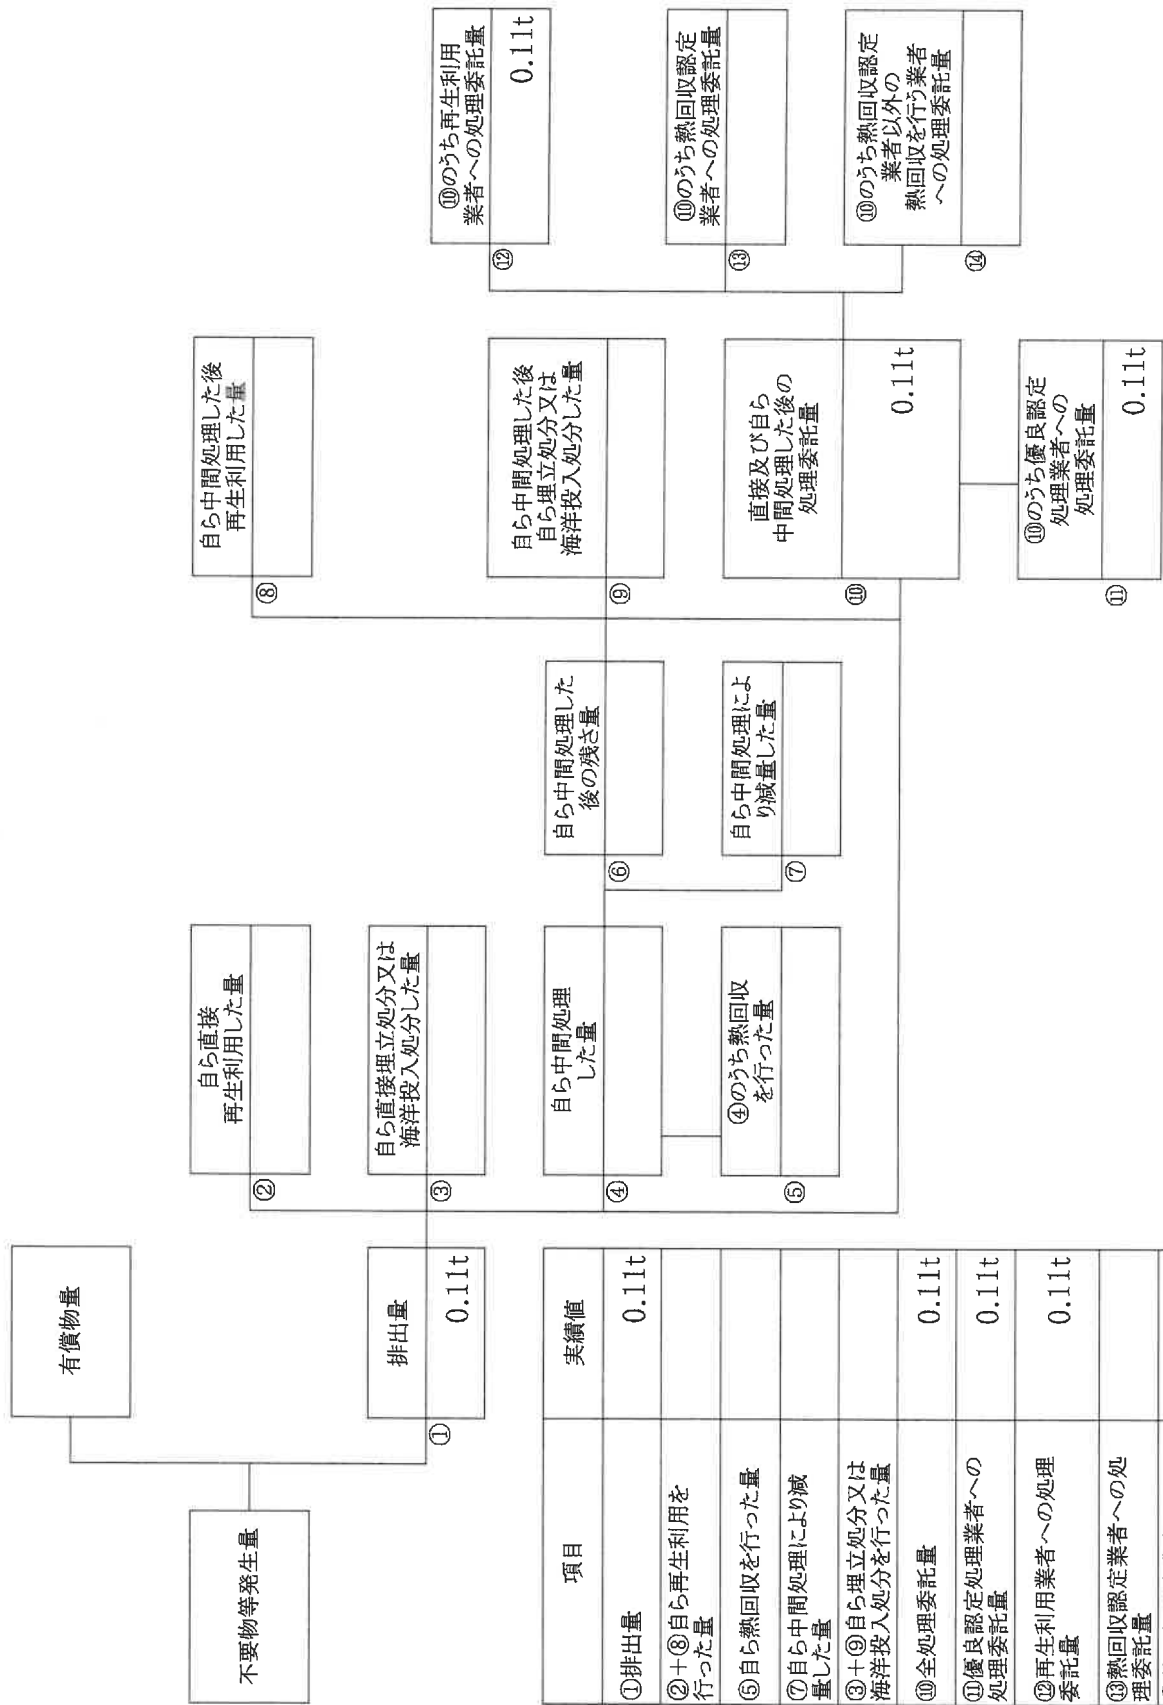 不要物等発生量
有償物量
①
排出量
0.11t
②
自ら直接
再生利用した量
③
自ら直接埋立処分又は
海洋投入処分した量
④
自ら中間処理
した量
⑤
④のうち熱回収
を行った量
⑥
自ら中間処理した
後の残さ量
⑦
自ら中間処理によ
り減量した量
⑧
自ら中間処理した後
再生利用した量
⑨
自ら中間処理した後
自ら埋立処分又は
海洋投入処分した量
⑩
直接及び自ら
中間処理した後の
処理委託量
0.11t
⑪
⑩のうち優良認定
処理業者への
処理委託量
0.11t
⑫
⑩のうち再生利用
業者への処理委託量
0.11t
⑬
⑩のうち熱回収認定
業者への処理委託量
⑭
⑩のうち熱回収認定
業者以外の
熱回収を行う業者
への処理委託量
項目 実績値
①排出量 0.11t
②+⑧自ら再生利用を
行った量
⑤自ら熱回収を行った量
⑦自ら中間処理により減
量した量
③+⑨自ら埋立処分又は
海洋投入処分を行った量
⑩全処理委託量 0.11t
⑪優良認定処理業者への
処理委託量 0.11t
⑫再生利用業者への処理
委託量 0.11t
⑬熱回収認定業者への処
理委託量